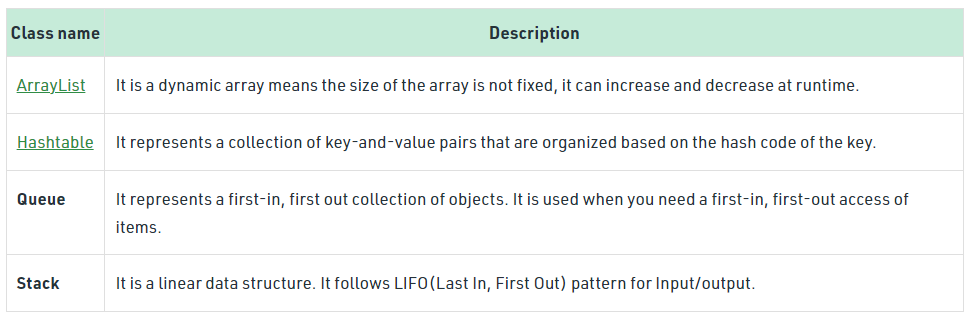 Class name Description
ArrayList It is a dynamic array means the size of the array is not fixed, it can increase and decrease at runtime.
Hashtable It represents a collection of key-and-value pairs that are organized based on the hash code of the key.
Queue It represents a first-in, first out collection of objects. It is used when you need a first-in, first-out access of
items.
Stack It is a linear data structure. It follows LIFO(Last In, First Out) pattern for Input/output.